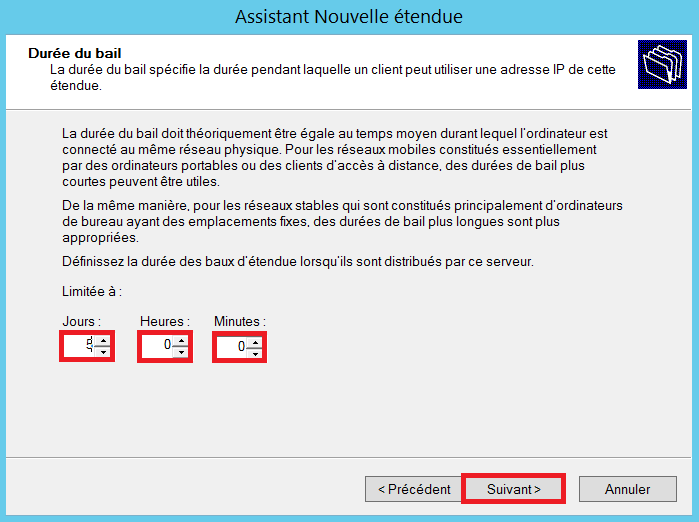 Assistant Nouvelle étendue
Durée du bail
La durée du bail spécifie la durée pendant laquelle un client peut utiliser une adresse IP de cette
étendue.
La durée du bail doit théoriquement être égale au temps moyen durant lequel l'ordinateur est
connecté au même réseau physique. Pour les réseaux mobiles constitués essentiellement
par des ordinateurs portables ou des clients d'accès à distance, des durées de bail plus
courtes peuvent être utiles.
De la même manière, pour les réseaux stables qui sont constitués principalement d'ordinateurs
de bureau ayant des emplacements fixes, des durées de bail plus longues sont plus
appropriées.
Définissez la durée des baux d'étendue lorsqu'ils sont distribués par ce serveur.
Limitée à :
Jours : Heures : Minutes :
5 0 0
< Précédent Suivant > Annuler